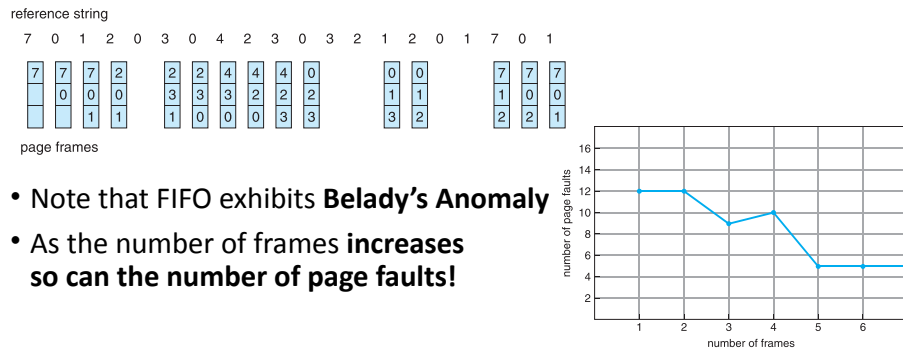 reference string
7 0 1 2 0 3 0 4 2 3 0 3 2 1 2 0 1 7 0 1
7 7 7 2 2 2 4 4 4 0 0 0 7 7 7
0 0 0 3 3 3 2 2 2 1 1 1 0 0
1 1 1 0 0 0 3 3 3 2 2 2 1
page frames
• Note that FIFO exhibits Belady's Anomaly
• As the number of frames increases
so can the number of page faults!
number of page faults
16
14
12
10
8
6
4
2
1 2 3 4 5 6
number of frames